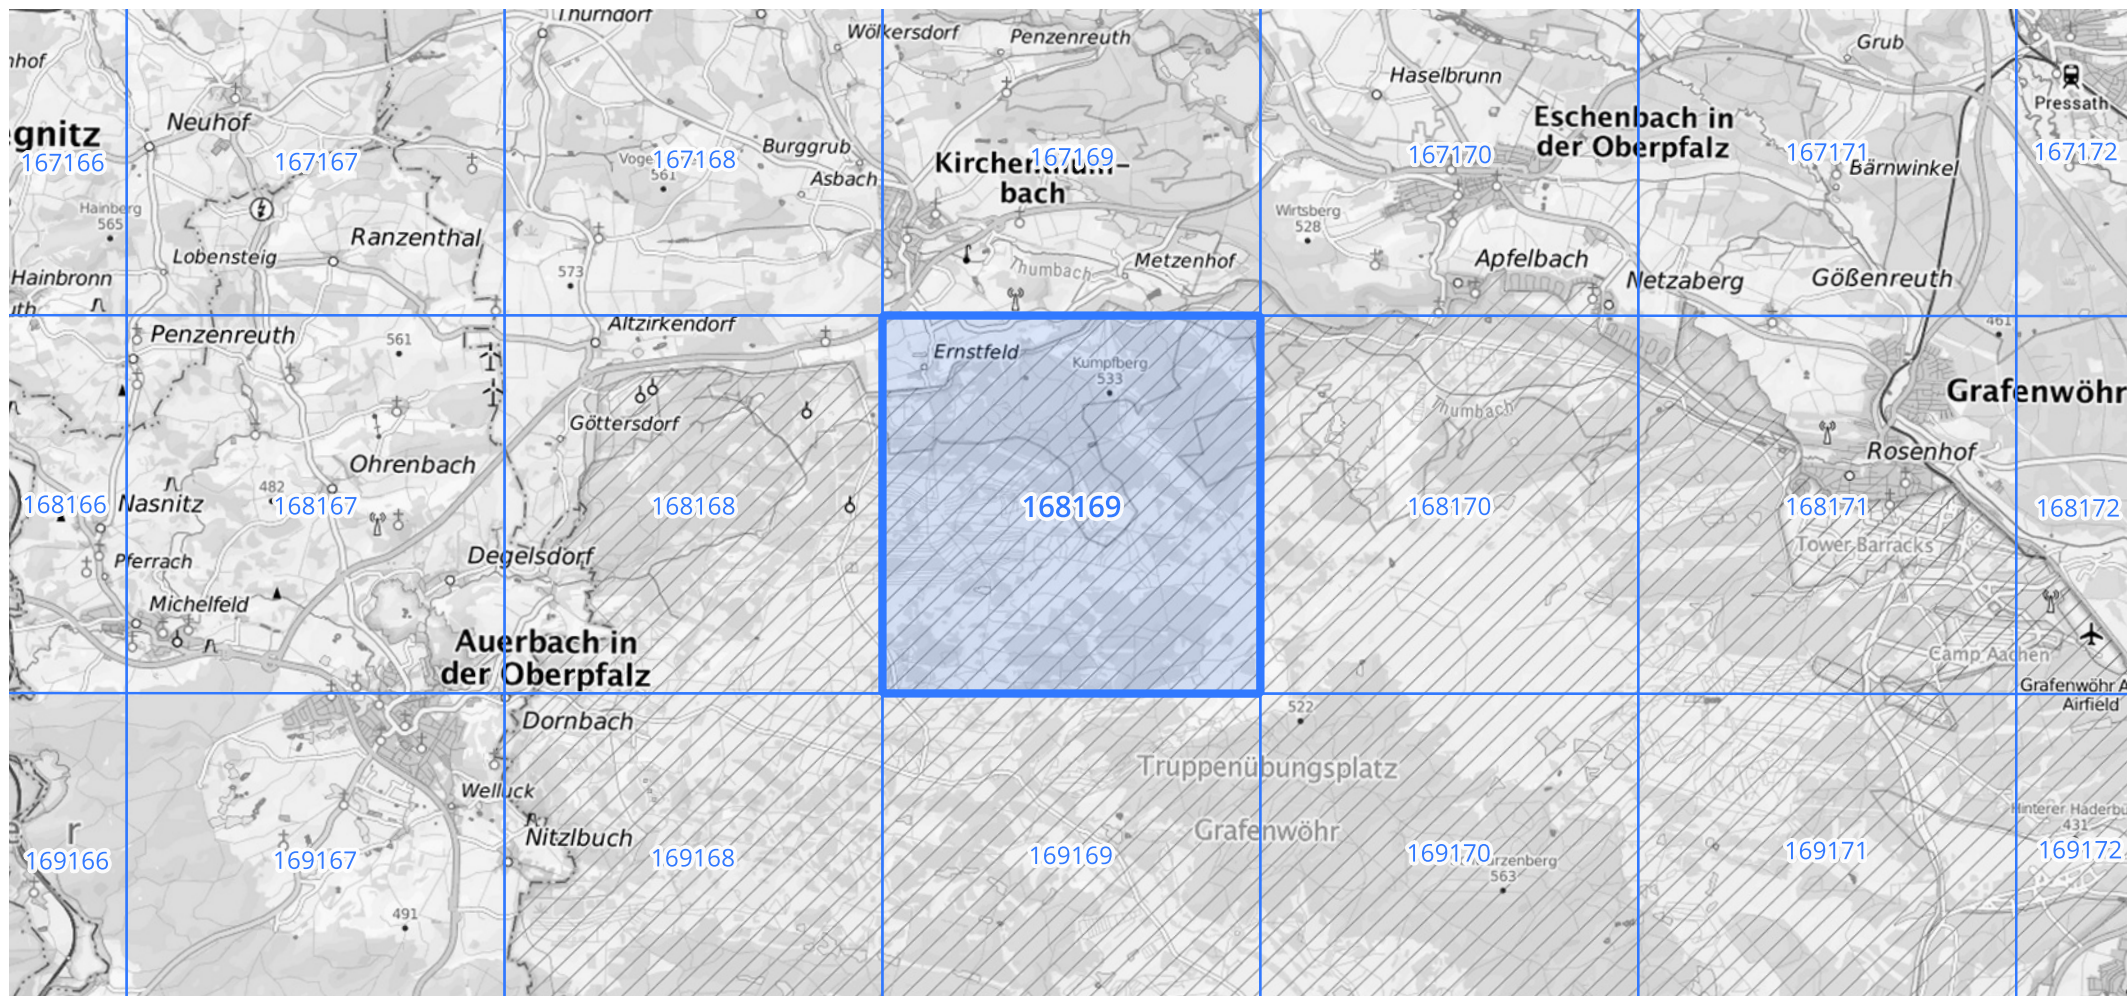 Thurndorf
Wölkersdorf
Penzenreuth
Grub
nhof
Haselbrunn
Pressath
Neuhof
Eschenbach in
der Oberpfalz
gnitz
167166
167167
167168
167169
167170
167171
167172
Burggrub
Asbach
561
Kirchenthum-
bach
Bärnwinkel
Hainberg
565
Wirtsberg
528
Ranzenthal
Lobensteig
Hainbronn
uth
573
Thumbach
Metzenhof
Apfelbach
Netzaberg
Gößenreuth
Penzenreuth
561
Altzirkendorf
Ernstfeld
Kumpfberg
533
461
Grafenwöhr
Göttersdorf
Thumbach
Rosenhof
Ohrenbach
482
Nasnitz
168166
168167
168168
168169
168170
168171
168172
Pferrach
Degelsdorf
Tower Barracks
Michelfeld
Auerbach in
der Oberpfalz
Camp Aachen
Grafenwöhr A
Airfield
Dornbach
522
Truppenübungsplatz
Grafenwöhr
Welluck
Nitzlbuch
Hinterer Haderbü
431
r
169166
169167
169168
169169
169170
169171
169172
563
491